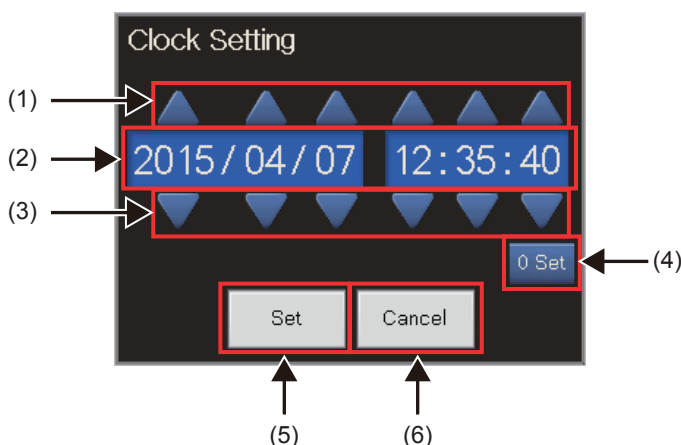 Clock Setting
(1)
(2)
2015/04/07 12:35:40
(3)
0 Set
(4)
Set
Cancel
(5)
(6)